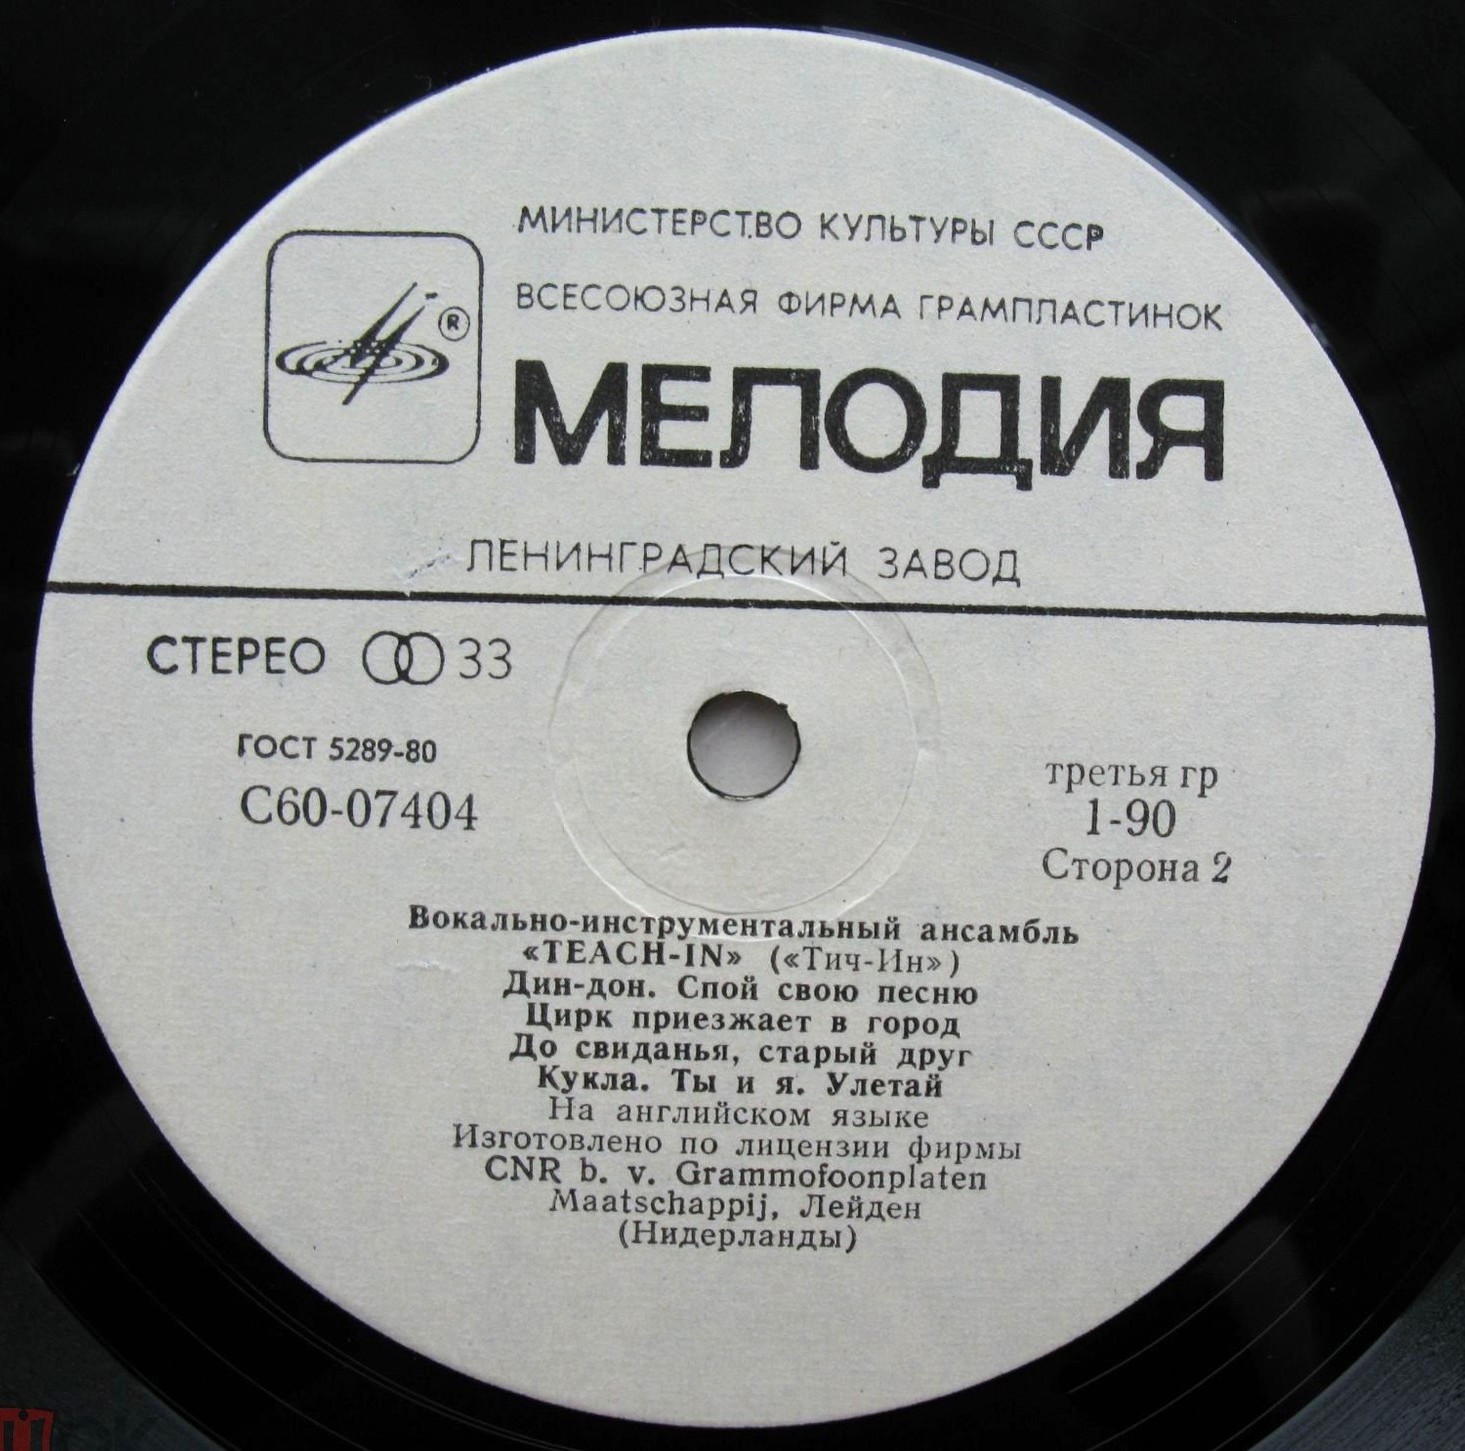 МИНИСТЕРСТВО КУЛЬТУРЫ СССР
ВСЕСОЮЗНАЯ ФИРМА ГРАМПЛАСТИНОК
®
МЕЛОДИЯ
ЛЕНИНГРАДСКИЙ ЗАВОД
СТЕРЕО 33
ГОСТ 5289-80
С60-07404
третья гр
1-90
Сторона 2
Вокально-инструментальный ансамбль
«TEACH-IN» («Тич-Ин»)
Дин-дон. Спой свою песню
Цирк приезжает в город
До свиданья, старый друг
Кукла. Ты и я. Улетай
На английском языке
Изготовлено по лицензии фирмы
CNR b. v. Grammofoonplaten
Maatschappij, Лейден
(Нидерланды)